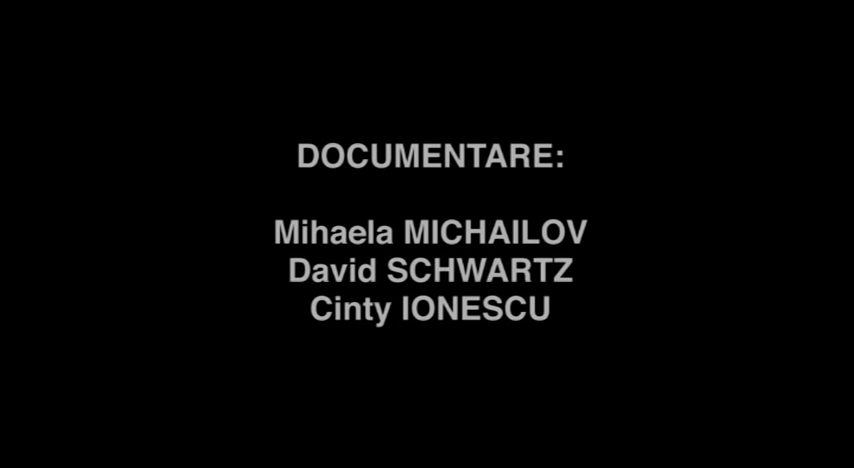 DOCUMENTARE:
Mihaela MICHAILOV
David SCHWARTZ
Cinty IONESCU